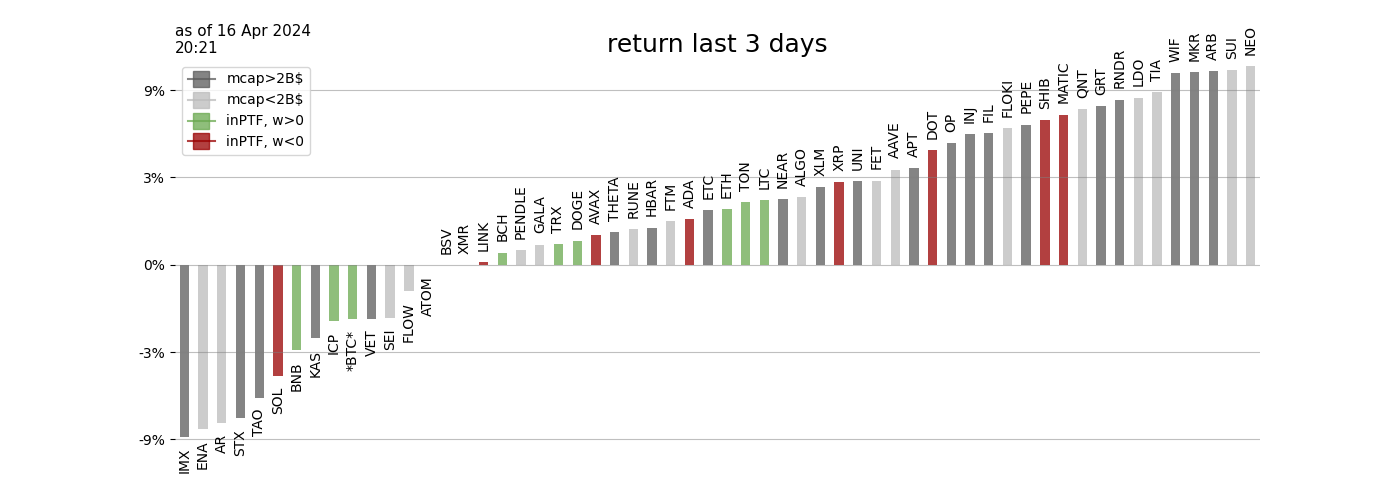 as of 16 Apr 2024
20:21
return last 3 days
mcap>2B$
mcap<2B$
inPTF, w>0
inPTF, w<0
9%
3%
0%
-3%
-9%
IMX
ENA
AR
STX
TAO
SOL
BNB
KAS
ICP
*BTC*
VET
SEI
FLOW
ATOM
BSV
XMR
LINK
BCH
PENDLE
GALA
TRX
DOGE
AVAX
THETA
RUNE
HBAR
FTM
ADA
ETC
ETH
TON
LTC
NEAR
ALGO
XLM
XRP
UNI
FET
AAVE
APT
DOT
OP
INJ
FIL
FLOKI
PEPE
SHIB
MATIC
QNT
GRT
RNDR
LDO
TIA
WIF
MKR
ARB
SUI
NEO